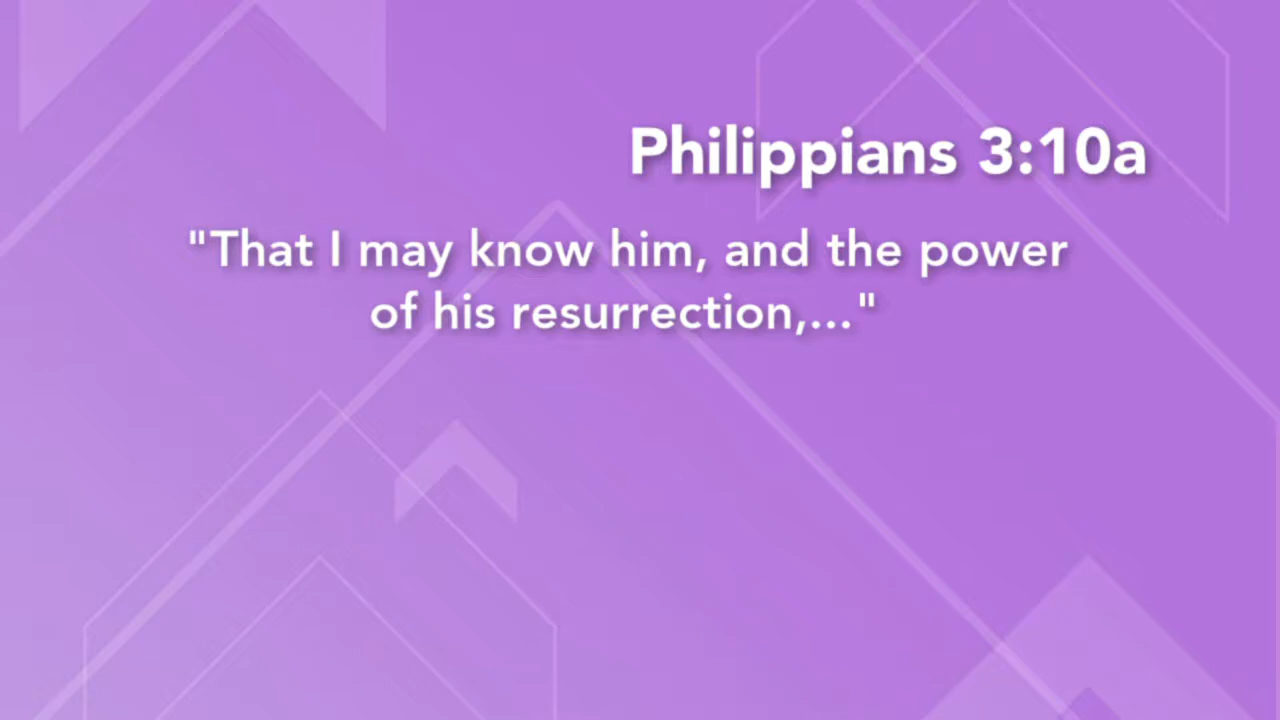 Philippians 3:10a
"That I may know him, and the power
of his resurrection,..."